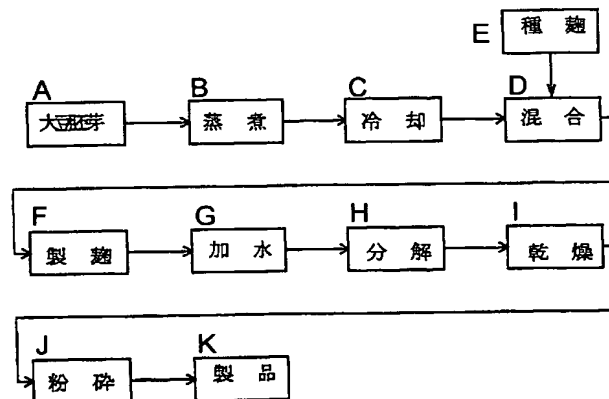 E 種麹
A B C D
大豆胚芽 蒸煮 冷却 混合
F G H I
製麹 加水 分解 乾燥
J K
粉砕 製品